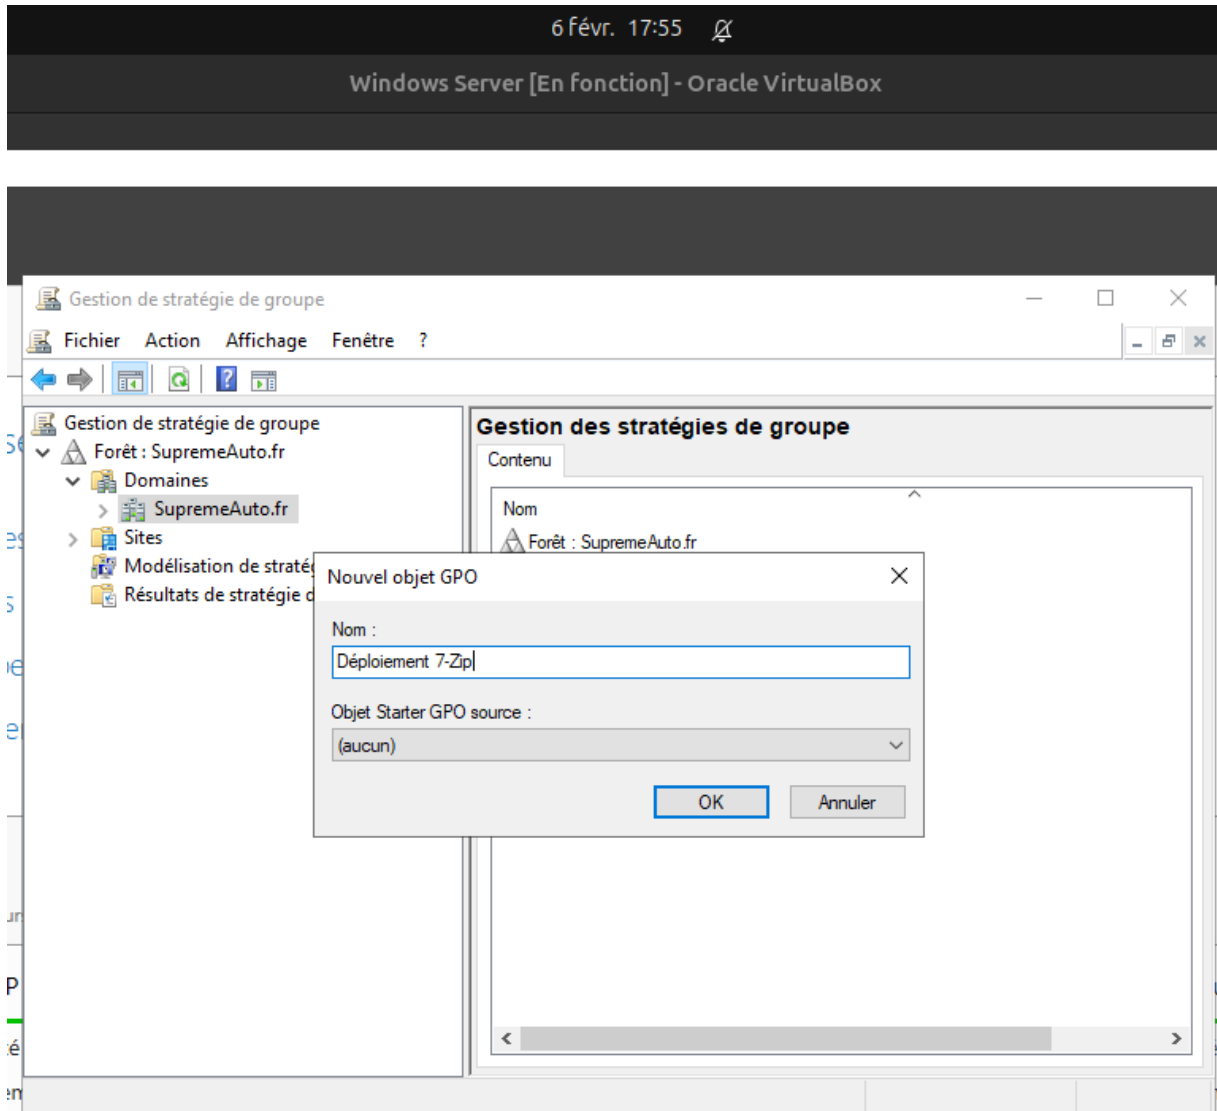 6 févr. 17:55
Windows Server [En fonction] - Oracle VirtualBox
Gestion de stratégie de groupe
Fichier Action Affichage Fenêtre ?
Gestion de stratégie de groupe
Forêt : SupremeAuto.fr
Domaines
SupremeAuto.fr
Sites
Modélisation de straté
Résultats de stratégie d
Gestion des stratégies de groupe
Contenu
Nom
Forêt : SupremeAuto.fr
Nouvel objet GPO
Nom :
Déploiement 7-Zip
Objet Starter GPO source :
(aucun)
OK Annuler